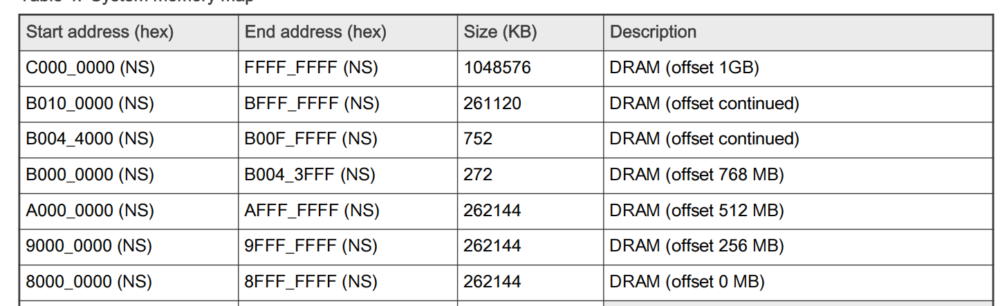 Table 4. System memory map
Start address (hex) End address (hex) Size (KB) Description
C000_0000 (NS) FFFF_FFFF (NS) 1048576 DRAM (offset 1GB)
B010_0000 (NS) BFFF_FFFF (NS) 261120 DRAM (offset continued)
B004_4000 (NS) B00F_FFFF (NS) 752 DRAM (offset continued)
B000_0000 (NS) B004_3FFF (NS) 272 DRAM (offset 768 MB)
A000_0000 (NS) AFFF_FFFF (NS) 262144 DRAM (offset 512 MB)
9000_0000 (NS) 9FFF_FFFF (NS) 262144 DRAM (offset 256 MB)
8000_0000 (NS) 8FFF_FFFF (NS) 262144 DRAM (offset 0 MB)